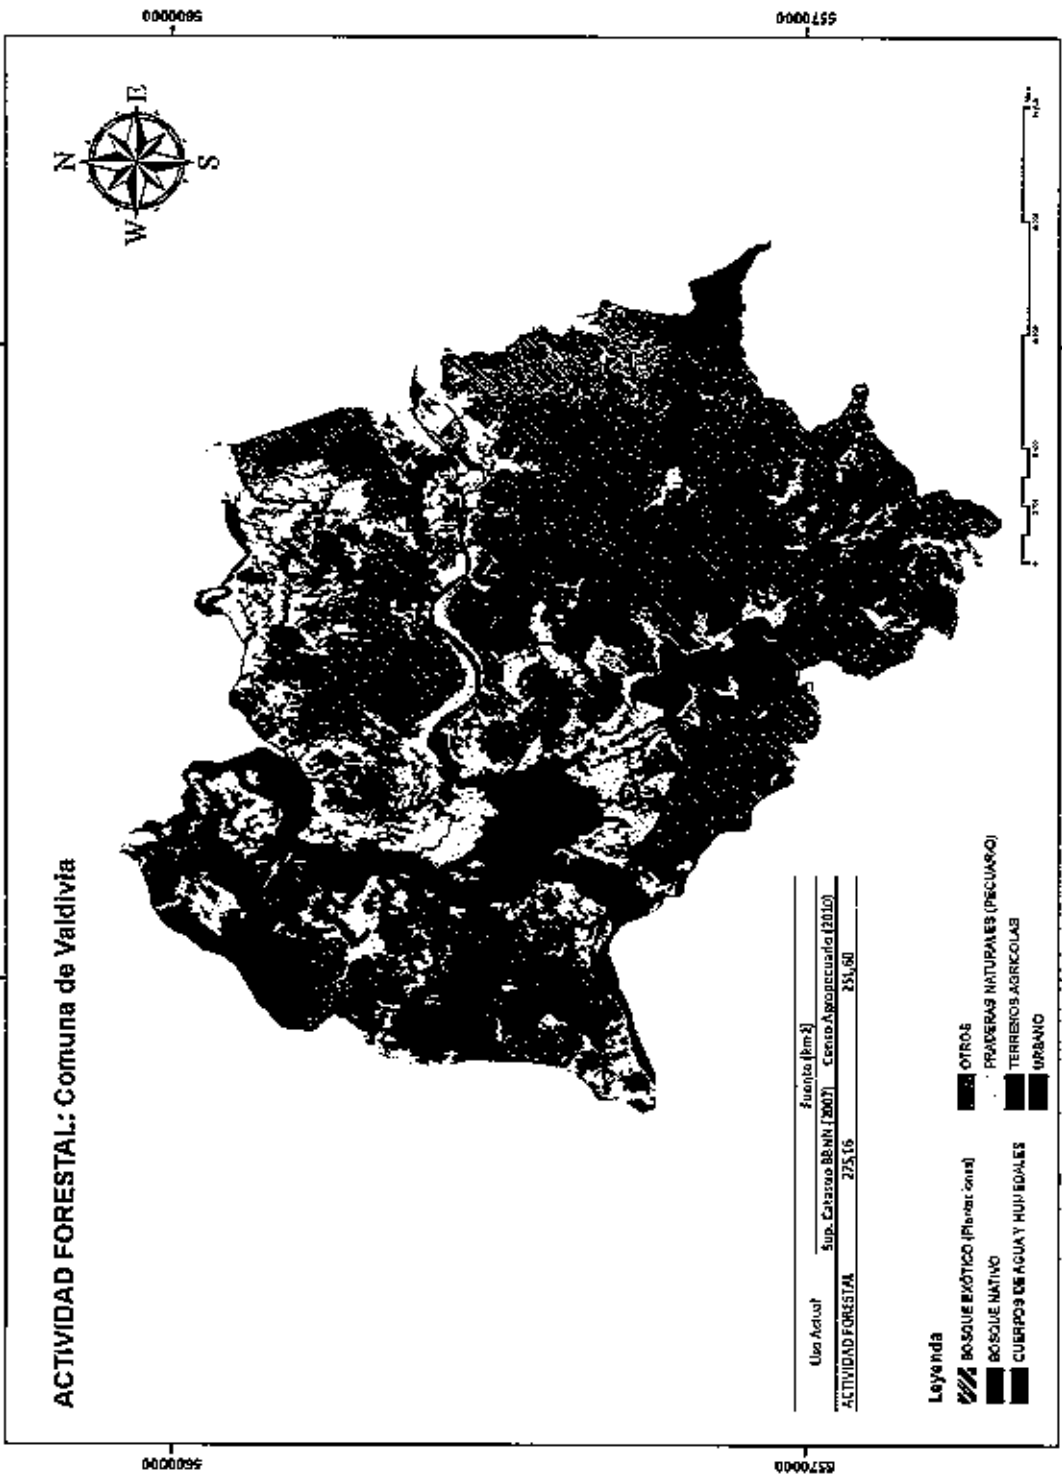 ACTIVIDAD FORESTAL: Comuna de Valdivia
N
W
E
S
5600000
5570000
5600000
5570000
Uso Actual
Fuente (km2)
Sup. Catastro BBNN (2007)
Censo Agropecuario (2010)
ACTIVIDAD FORESTAL
275,16
251,60
Leyenda
BOSQUE EXÓTICO (Plantaciones)
BOSQUE NATIVO
CUERPOS DE AGUA Y HUMEDALES
OTROS
PRADERAS NATURALES (PECUARIO)
TERRENOS AGRICOLAS
URBANO